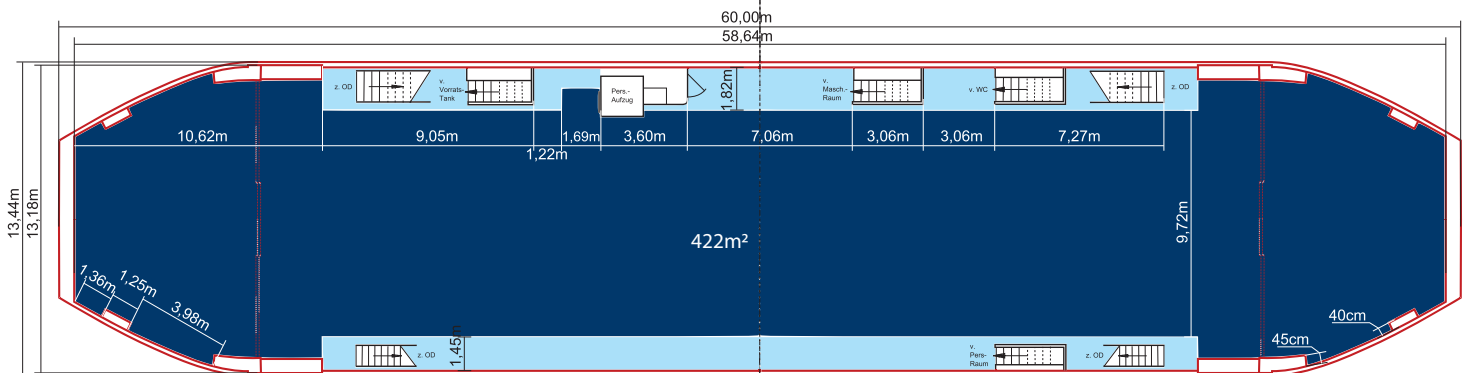 60,00m
58,64m
z. OD
v.
Vorrats-
Tank
Pers.-
Aufzug
1,82m
v.
Masch.-
Raum
v. WC
z. OD
10,62m
9,05m
1,22m
1,69m
3,60m
7,06m
3,06m
3,06m
7,27m
13,44m
13,18m
422m²
9,72m
1,36m
1,25m
3,98m
40cm
45cm
z. OD
1,45m
v.
Pers-
Raum
z. OD